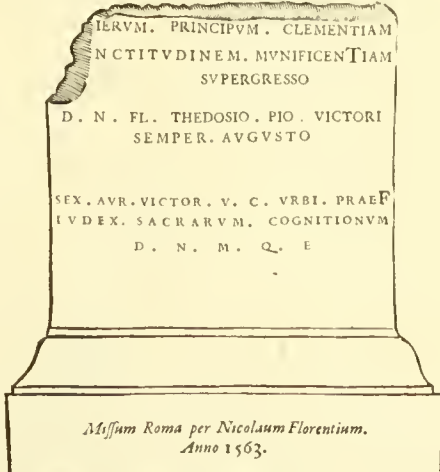 IERVM. PRINCIPVM. CLEMENTIAM
NCTITVDINEM. MVNIFICENTIAM
SVPERGRESSO
D. N. FL. THEDOSIO. PIO. VICTORI
SEMPER. AVGVSTO
SEX. AVR. VICTOR. V. C. VRBI. PRAEF
IVDEX. SACRARVM. COGNITIONVM
D. N. M. Q. E
Missum Roma per Nicolaum Florentium.
Anno 1563.